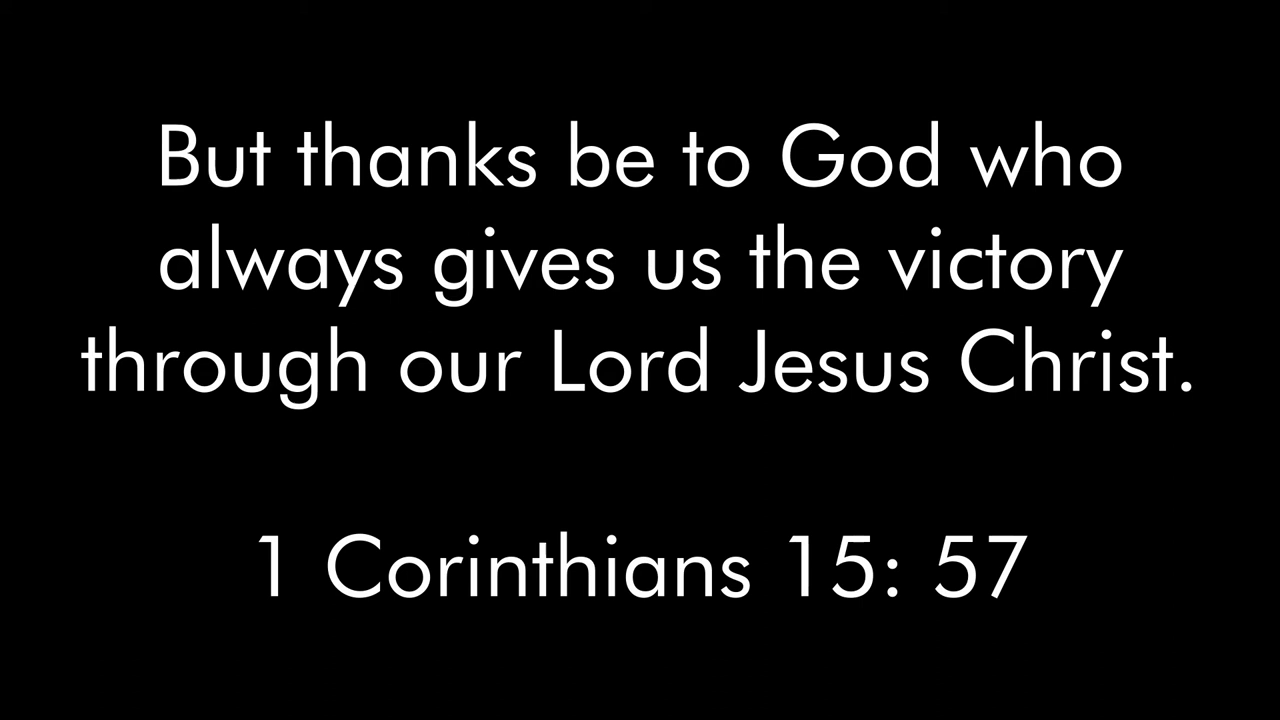 But thanks be to God who
always gives us the victory
through our Lord Jesus Christ.
1 Corinthians 15: 57